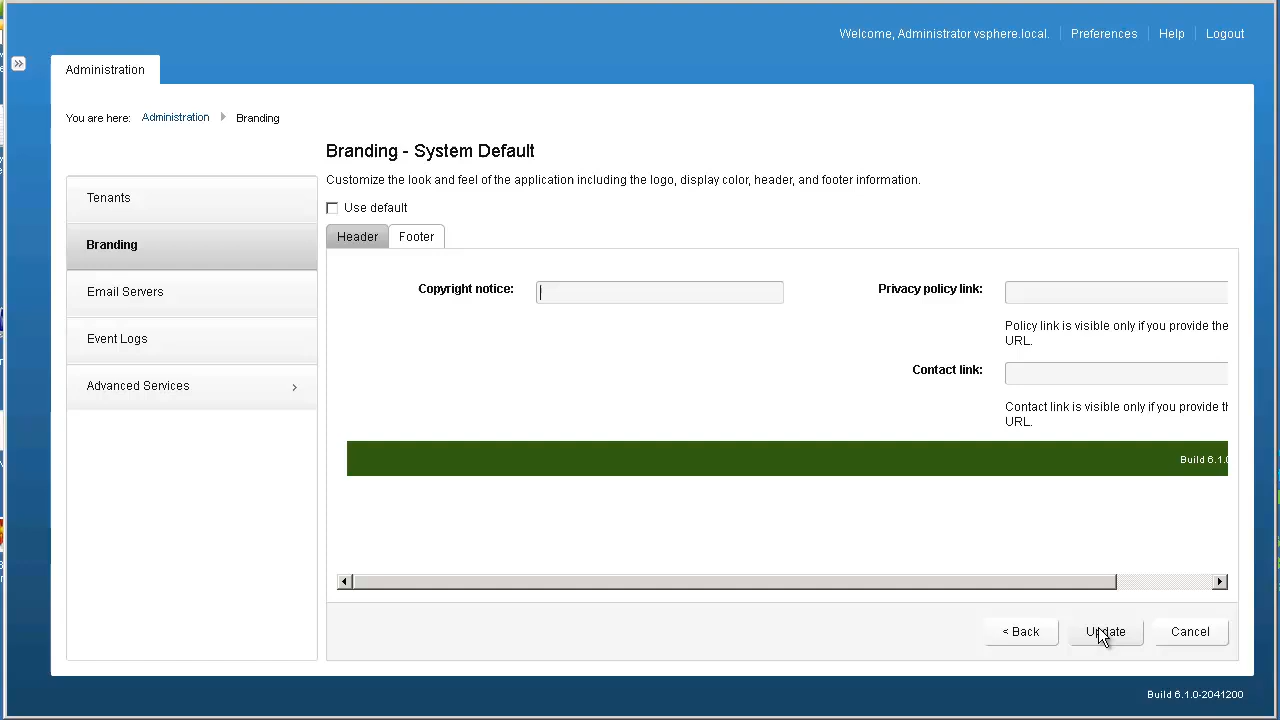 Welcome, Administrator vsphere.local. Preferences Help Logout
Administration
You are here: Administration Branding
Branding - System Default
Customize the look and feel of the application including the logo, display color, header, and footer information.
Use default
Header Footer
Tenants
Branding
Email Servers
Event Logs
Advanced Services
Copyright notice:
Privacy policy link:
Policy link is visible only if you provide the
URL.
Contact link:
Contact link is visible only if you provide
URL.
Build 6.1.0
< Back Update Cancel
Build 6.1.0-2041200